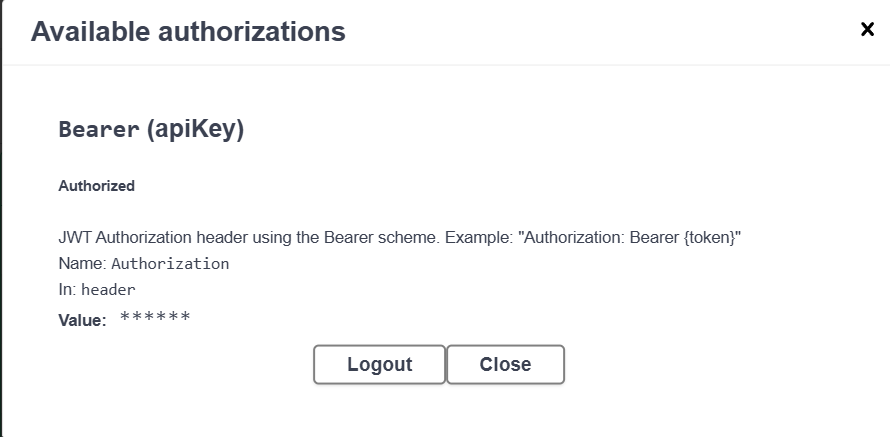 Available authorizations
Bearer (apiKey)
Authorized
JWT Authorization header using the Bearer scheme. Example: "Authorization: Bearer {token}"
Name: Authorization
In: header
Value: ******
Logout Close